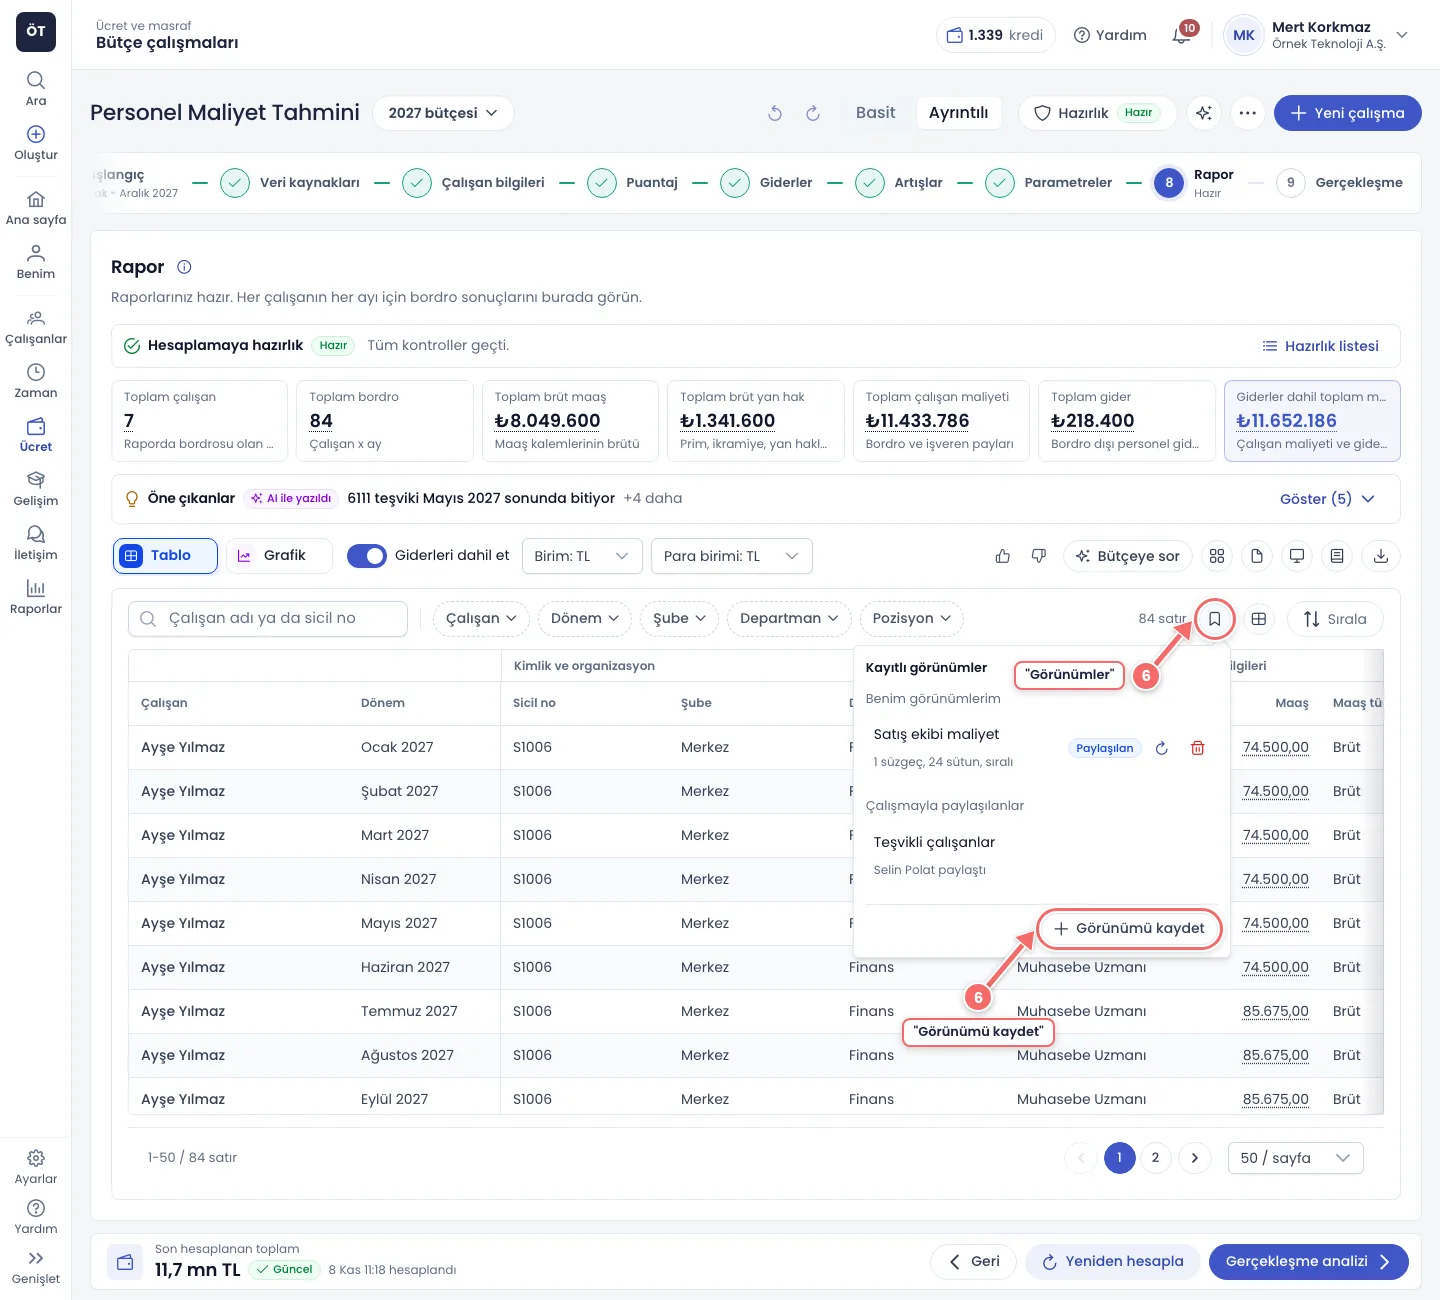 ÖT
Ara
Oluştur
Ana sayfa
Benim
Çalışanlar
Zaman
Ücret
Gelişim
İletişim
Raporlar
Ayarlar
Yardım
Genişlet
Ücret ve masraf
Bütçe çalışmaları
1.339 kredi
Yardım
10
MK
Mert Korkmaz
Örnek Teknoloji A.Ş.
Personel Maliyet Tahmini
2027 bütçesi
Basit
Ayrıntılı
Hazırlık
Hazır
Yeni çalışma
Aralık 2027
Veri kaynakları
Çalışan bilgileri
Puantaj
Giderler
Artışlar
Parametreler
8
Rapor
Hazır
9
Gerçekleşme
Rapor
Raporlarınız hazır. Her çalışanın her ayı için bordro sonuçlarını burada görün.
Hesaplamaya hazırlık
Hazır
Tüm kontroller geçti.
Hazırlık listesi
Toplam çalışan
7
Raporda bordrosu olan ...
Toplam bordro
84
Çalışan x ay
Toplam brüt maaş
₺8.049.600
Maaş kalemlerinin brütü
Toplam brüt yan hak
₺1.341.600
Prim, ikramiye, yan hakl...
Toplam çalışan maliyeti
₺11.433.786
Bordro ve işveren payları
Toplam gider
₺218.400
Bordro dışı personel gid...
Giderler dahil toplam m...
₺11.652.186
Çalışan maliyeti ve gide...
Öne çıkanlar
AI ile yazıldı
6111 teşviki Mayıs 2027 sonunda bitiyor
+4 daha
Göster (5)
Tablo
Grafik
Giderleri dahil et
Birim: TL
Para birimi: TL
Bütçeye sor
Çalışan adı ya da sicil no
Çalışan
Dönem
Şube
Departman
Pozisyon
84 satır
Sırala
Kimlik ve organizasyon
ilgileri
Çalışan
Dönem
Sicil no
Şube
Maaş
Maaş tü
Ayşe Yılmaz Ocak 2027 S1006 Merkez 74.500,00 Brüt
Ayşe Yılmaz Şubat 2027 S1006 Merkez 74.500,00 Brüt
Ayşe Yılmaz Mart 2027 S1006 Merkez 74.500,00 Brüt
Ayşe Yılmaz Nisan 2027 S1006 Merkez 74.500,00 Brüt
Ayşe Yılmaz Mayıs 2027 S1006 Merkez 74.500,00 Brüt
Ayşe Yılmaz Haziran 2027 S1006 Merkez Finans Muhasebe Uzmanı 74.500,00 Brüt
Ayşe Yılmaz Temmuz 2027 S1006 Merkez Finans Muhasebe Uzmanı 85.675,00 Brüt
Ayşe Yılmaz Ağustos 2027 S1006 Merkez Finans Muhasebe Uzmanı 85.675,00 Brüt
Ayşe Yılmaz Eylül 2027 S1006 Merkez Finans Muhasebe Uzmanı 85.675,00 Brüt
Kayıtlı görünümler
"Görünümler"
6
Benim görünümlerim
Satış ekibi maliyet
1 süzgeç, 24 sütun, sıralı
Paylaşılan
Çalışmayla paylaşılanlar
Teşvikli çalışanlar
Selin Polat paylaştı
Görünümü kaydet
6
"Görünümü kaydet"
1-50 / 84 satır
1
2
50 / sayfa
Son hesaplanan toplam
11,7 mn TL
Güncel
8 Kas 11:18 hesaplandı
Geri
Yeniden hesapla
Gerçekleşme analizi